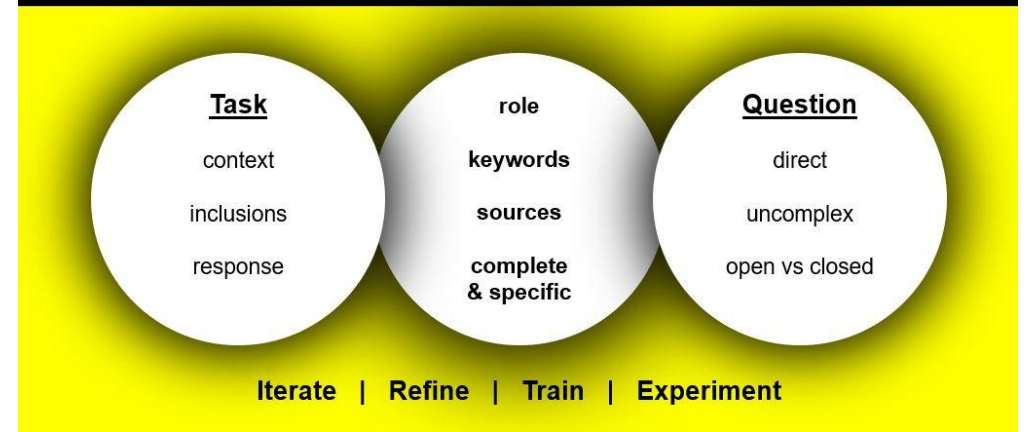 Task
context
inclusions
response
role
keywords
sources
complete
& specific
Question
direct
uncomplex
open vs closed
Iterate | Refine | Train | Experiment